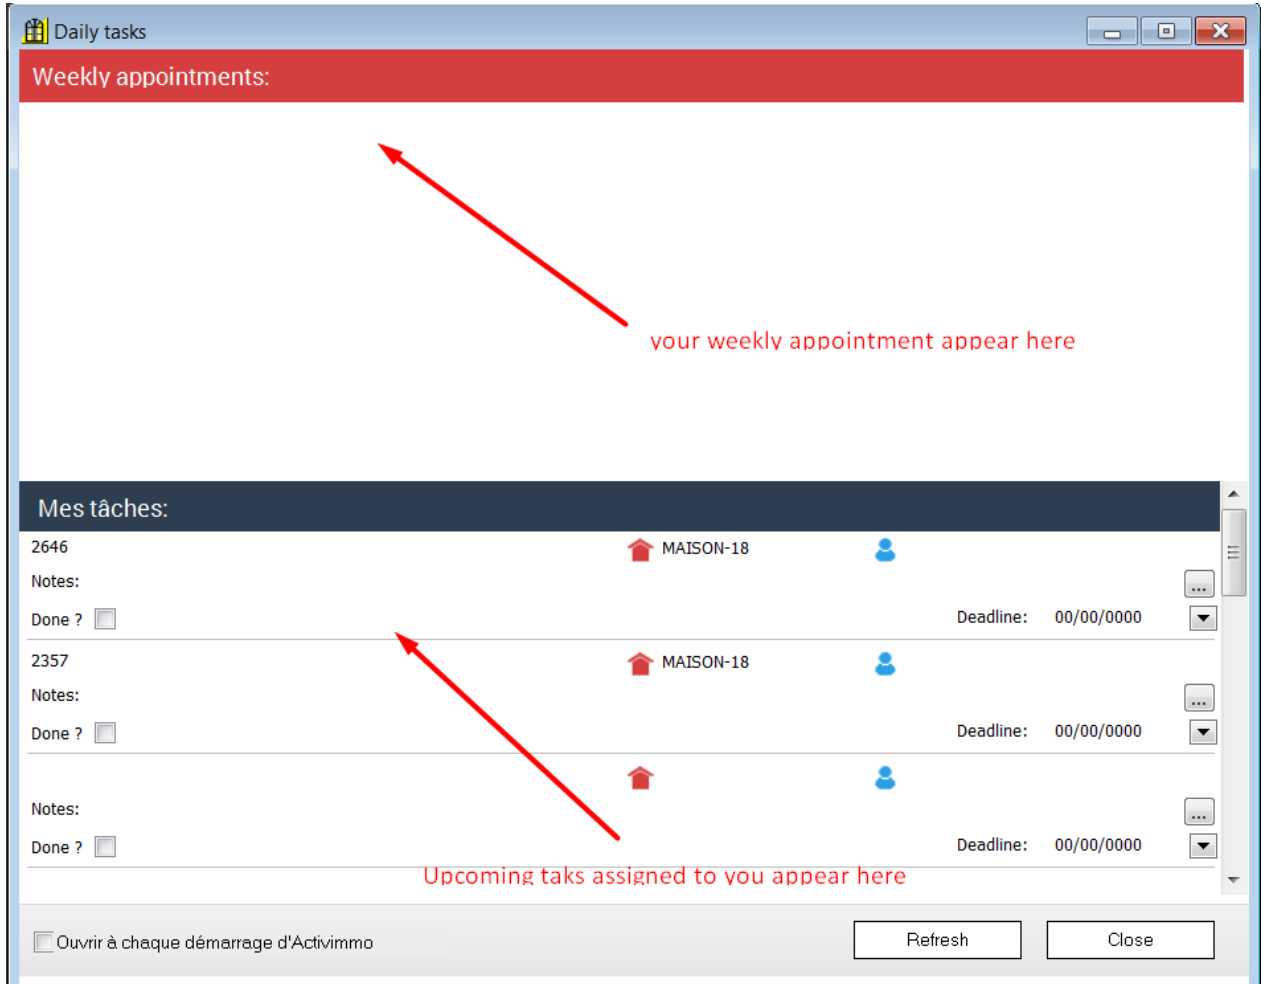 Daily tasks
Weekly appointments:
your weekly appointment appear here
Mes tâches:
2646 MAISON-18
Notes:
...
Done ? Deadline: 00/00/0000
2357 MAISON-18
Notes:
...
Done ? Deadline: 00/00/0000
Notes:
...
Done ? Deadline: 00/00/0000
Upcoming taks assigned to you appear here
Ouvrir à chaque démarrage d'Activimmo Refresh Close